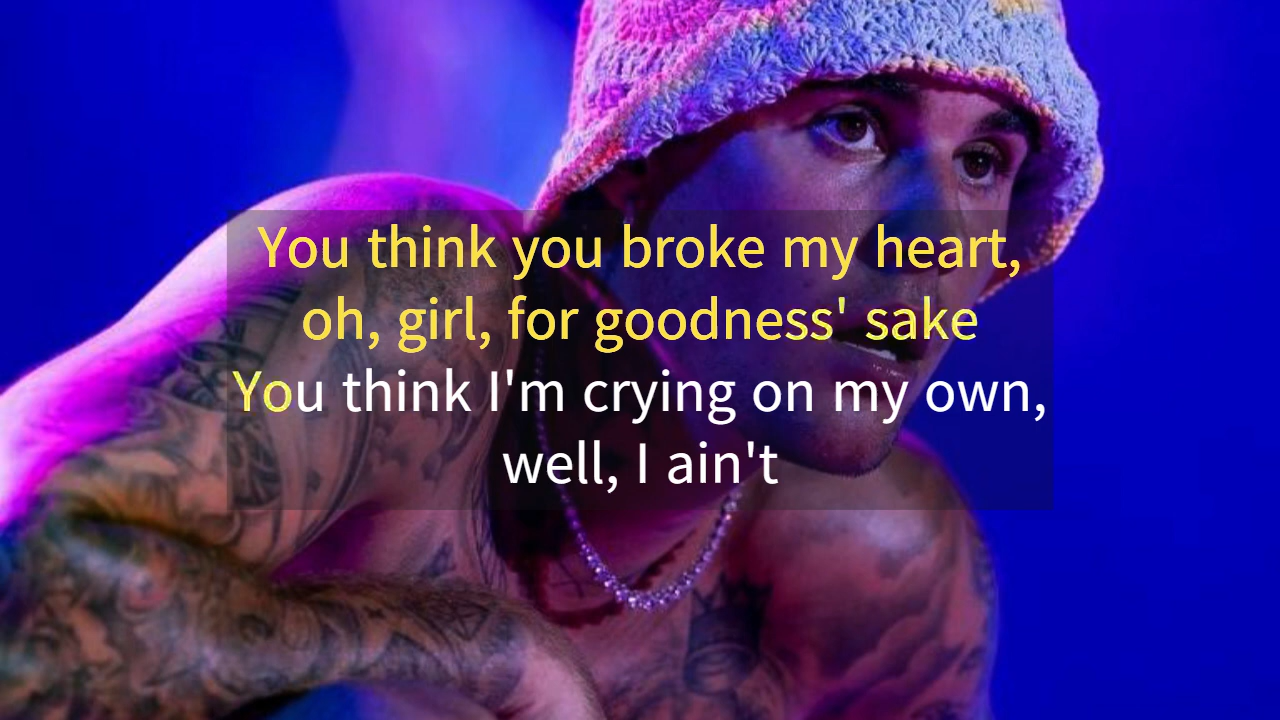 You think you broke my heart,
oh, girl, for goodness' sake
You think I'm crying on my own,
well, I ain't